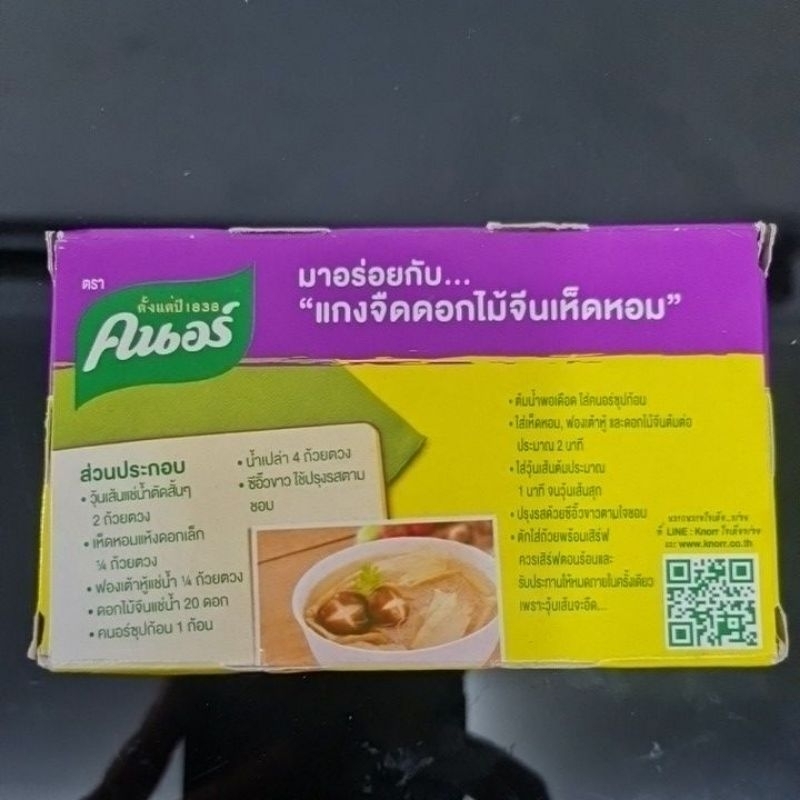 ตรา
ตั้งแต่ปี 1838
คนอร์
มาอร่อยกับ...
“แกงจืดดอกไม้จีนเห็ดหอม”
ส่วนประกอบ
• วุ้นเส้นแช่น้ำตัดสั้นๆ
2 ถ้วยตวง
• เห็ดหอมแห้งดอกเล็ก
¼ ถ้วยตวง
• ฟองเต้าหู้แช่น้ำ ¼ ถ้วยตวง
• ดอกไม้จีนแช่น้ำ 20 ดอก
• คนอร์ซุปก้อน 1 ก้อน
• น้ำเปล่า 4 ถ้วยตวง
• ซีอิ๊วขาว ใช้ปรุงรสตาม
ชอบ
• ต้มน้ำพอเดือด ใส่คนอร์ซุปก้อน
• ใส่เห็ดหอม, ฟองเต้าหู้ และดอกไม้จีนต้มต่อ
ประมาณ 2 นาที
• ใส่วุ้นเส้นต้มประมาณ
1 นาที จนวุ้นเส้นสุก
• ปรุงรสด้วยซีอิ๊วขาวตามใจชอบ
• ตักใส่ถ้วยพร้อมเสิร์ฟ
ควรเสิร์ฟตอนร้อนและ
รับประทานให้หมดภายในครั้งเดียว
เพราะวุ้นเส้นจะอืด...
ที่ LINE : Knorr
และ www.knorr.co.th